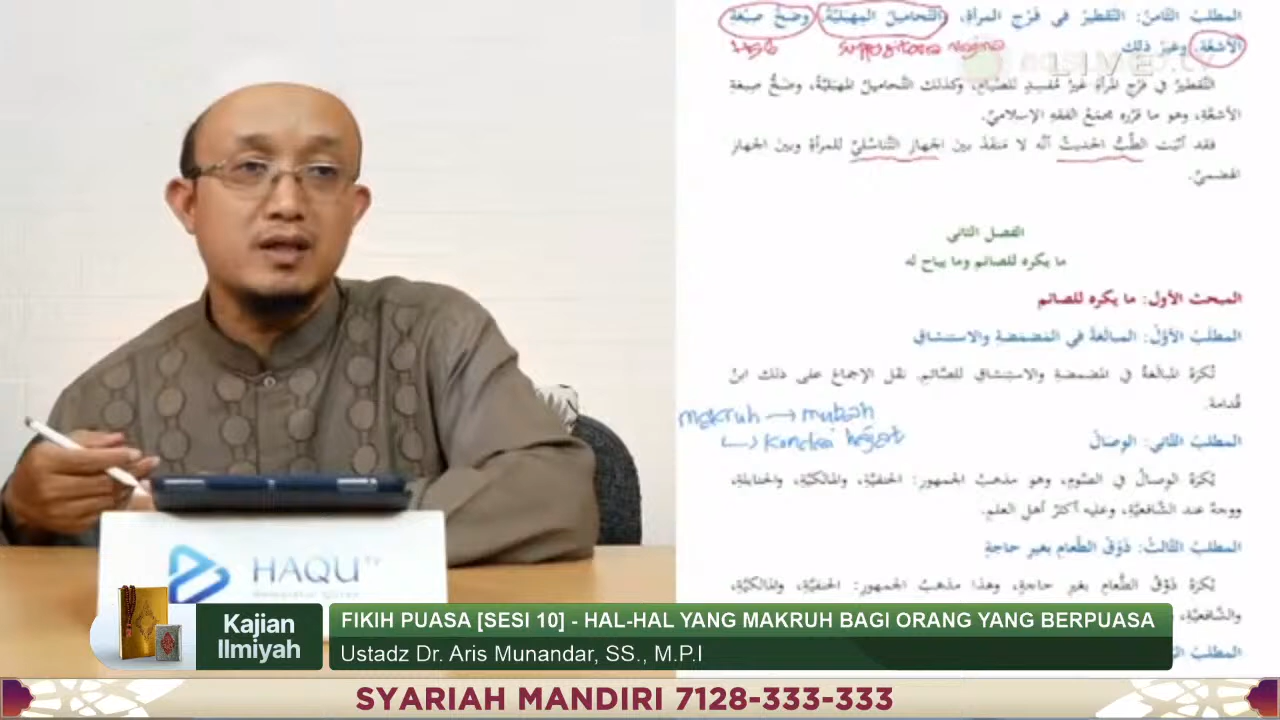 المطلب الثامن: التقطير في فرج المرأة، التحاميل المهبلية، وضخ صبغة
الأشعة، وغير ذلك
LIVE
التقطير في فرج المرأة غير مفسد للصيام، وكذلك التحاميل المهبلية، وضخ صبغة
الأشعة، وهو ما قرره مجمع الفقه الإسلامي.
فقد أثبت الطب الحديث أنه لا منفذ بين الجهاز التناسلي للمرأة وبين الجهاز
الهضمي.
الفصل الثاني
ما يكره للصائم وما يباح له
المبحث الأول: ما يكره للصائم
المطلب الأول: المبالغة في المضمضة والاستنشاق
تكره المبالغة في المضمضة والاستنشاق للصائم. نقل الإجماع على ذلك ابن
قدامة.
makruh → mubah
المطلب الثاني: الوصال
يكره الوصال في الصوم، وهو مذهب الجمهور: الحنفية، والمالكية، والحنابلة،
ووجه عند الشافعية، وعليه أكثر أهل العلم.
المطلب الثالث: ذوق الطعام بغير حاجة
يكره ذوق الطعام بغير حاجة، وهذا مذهب الجمهور: الحنفية، والمالكية،
والشافعية،
المطلب
HAQU TV
Kajian
Ilmiyah
FIKIH PUASA [SESI 10] - HAL-HAL YANG MAKRUH BAGI ORANG YANG BERPUASA
Ustadz Dr. Aris Munandar, SS., M.P.I
SYARIAH MANDIRI 7128-333-333